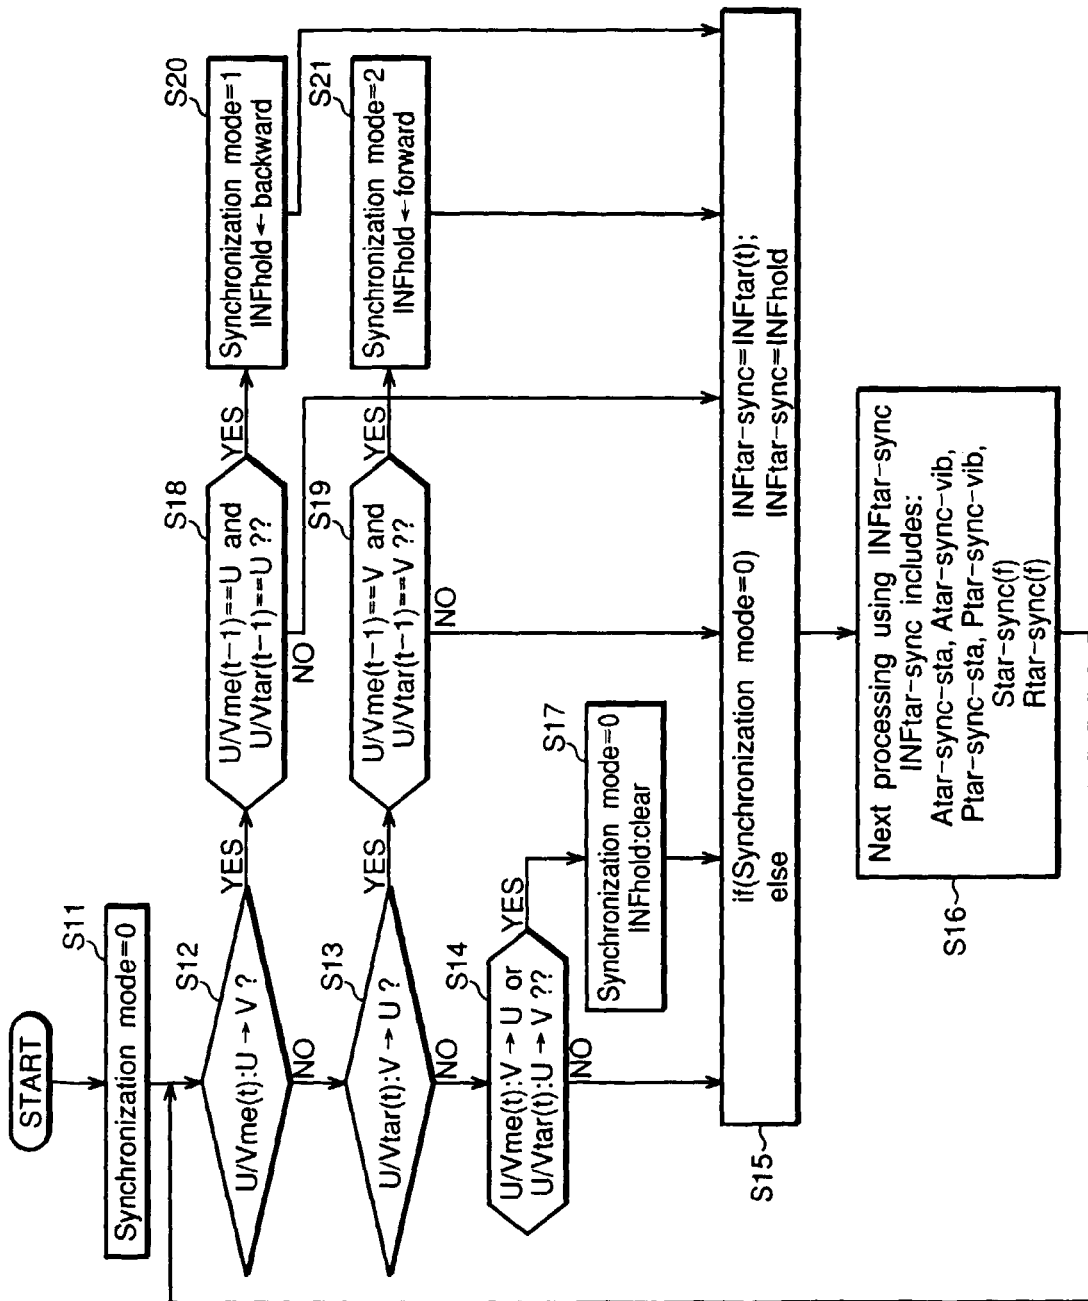 START
S11
Synchronization mode=0
S12
U/Vme(t):U → V ?
YES
NO
S18
U/Vme(t-1)==U and
U/Vtar(t-1)==U ??
YES
NO
S20
Synchronization mode=1
INFhold ← backward
S13
U/Vtar(t):V → U ?
YES
NO
S19
U/Vme(t-1)==V and
U/Vtar(t-1)==V ??
YES
NO
S21
Synchronization mode=2
INFhold ← forward
S14
U/Vme(t):V → U or
U/Vtar(t):U → V ??
YES
NO
S17
Synchronization mode=0
INFhold:clear
S15
if(Synchronization mode=0) INFtar-sync=INFtar(t);
else INFtar-sync=INFhold
S16
Next processing using INFtar-sync
INFtar-sync includes:
Atar-sync-sta, Atar-sync-vib,
Ptar-sync-sta, Ptar-sync-vib,
Star-sync(f)
Rtar-sync(f)